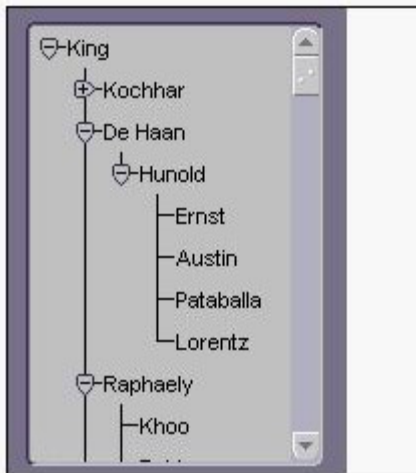 King
Kochhar
De Haan
Hunold
Ernst
Austin
Pataballa
Lorentz
Raphaely
Khoo